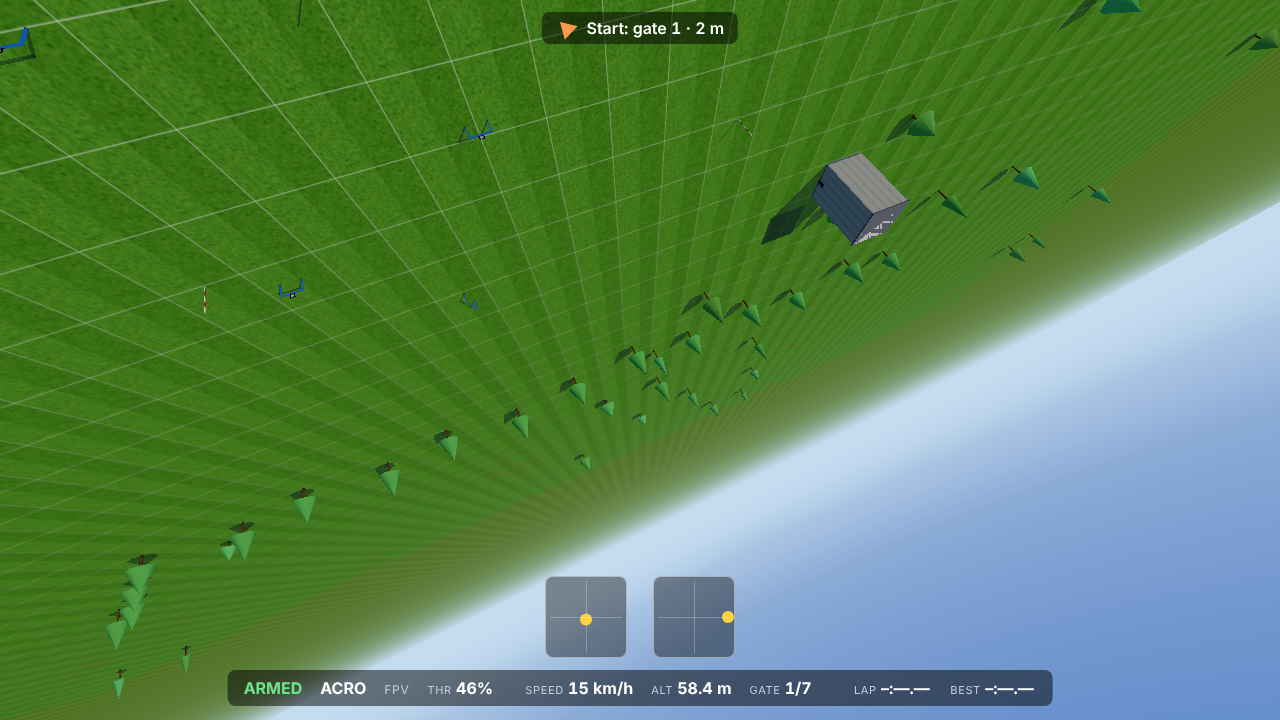 Start: gate 1 · 2 m
ARMED ACRO FPV THR 46% SPEED 15 km/h ALT 58.4 m GATE 1/7 LAP –:––.–– BEST –:––.––